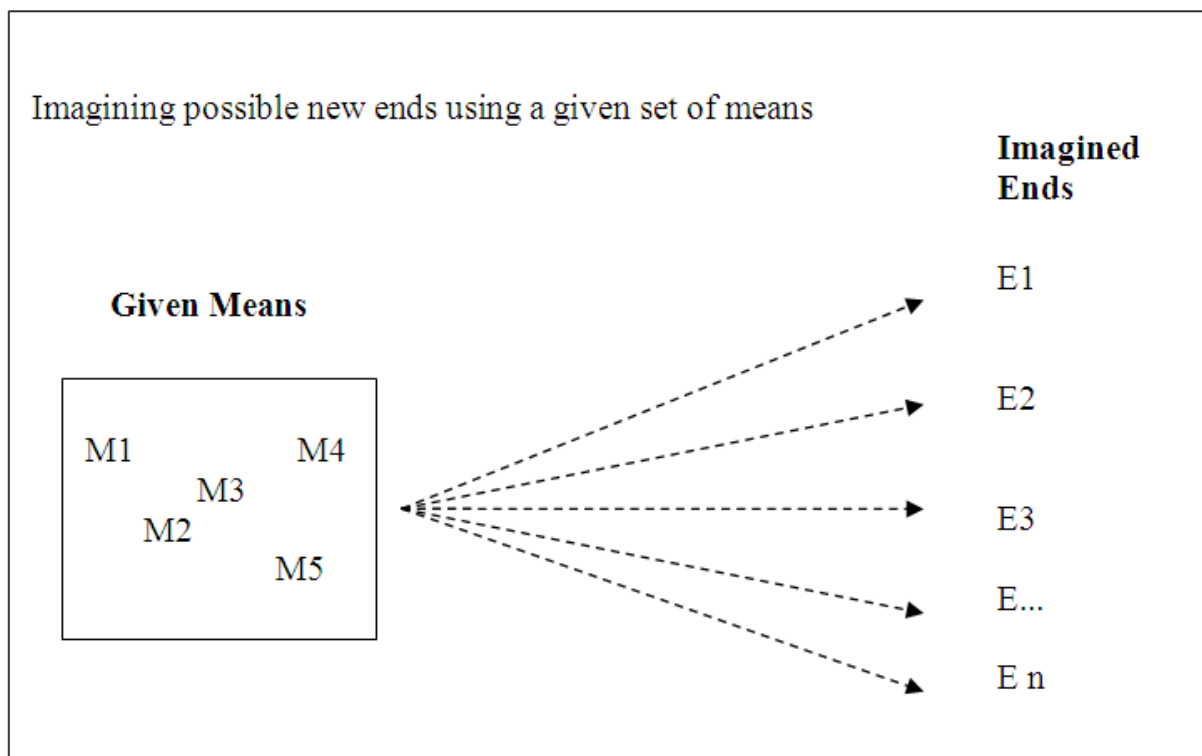 Imagining possible new ends using a given set of means
Imagined
Ends
Given Means
E1
E2
E3
E...
E n
M1
M4
M3
M2
M5